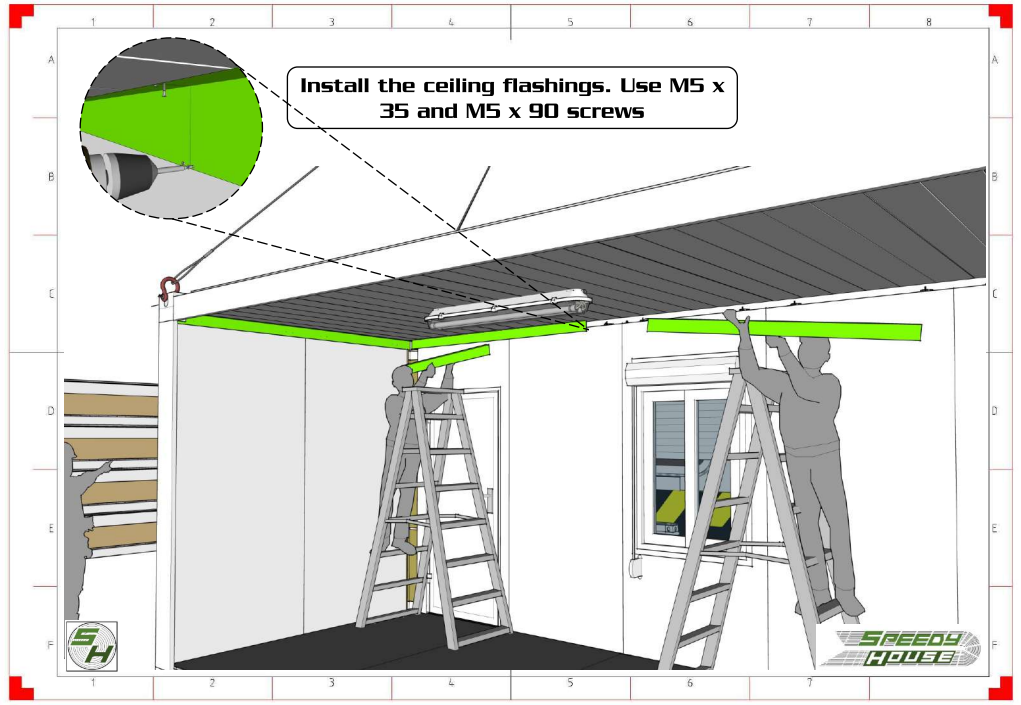 1 2 3 4 5 6 7 8
A A
Install the ceiling flashings. Use M5 x
35 and M5 x 90 screws
B B
C C
D D
E E
F F
SH
SPEEDY
HOUSE
1 2 3 4 5 6 7